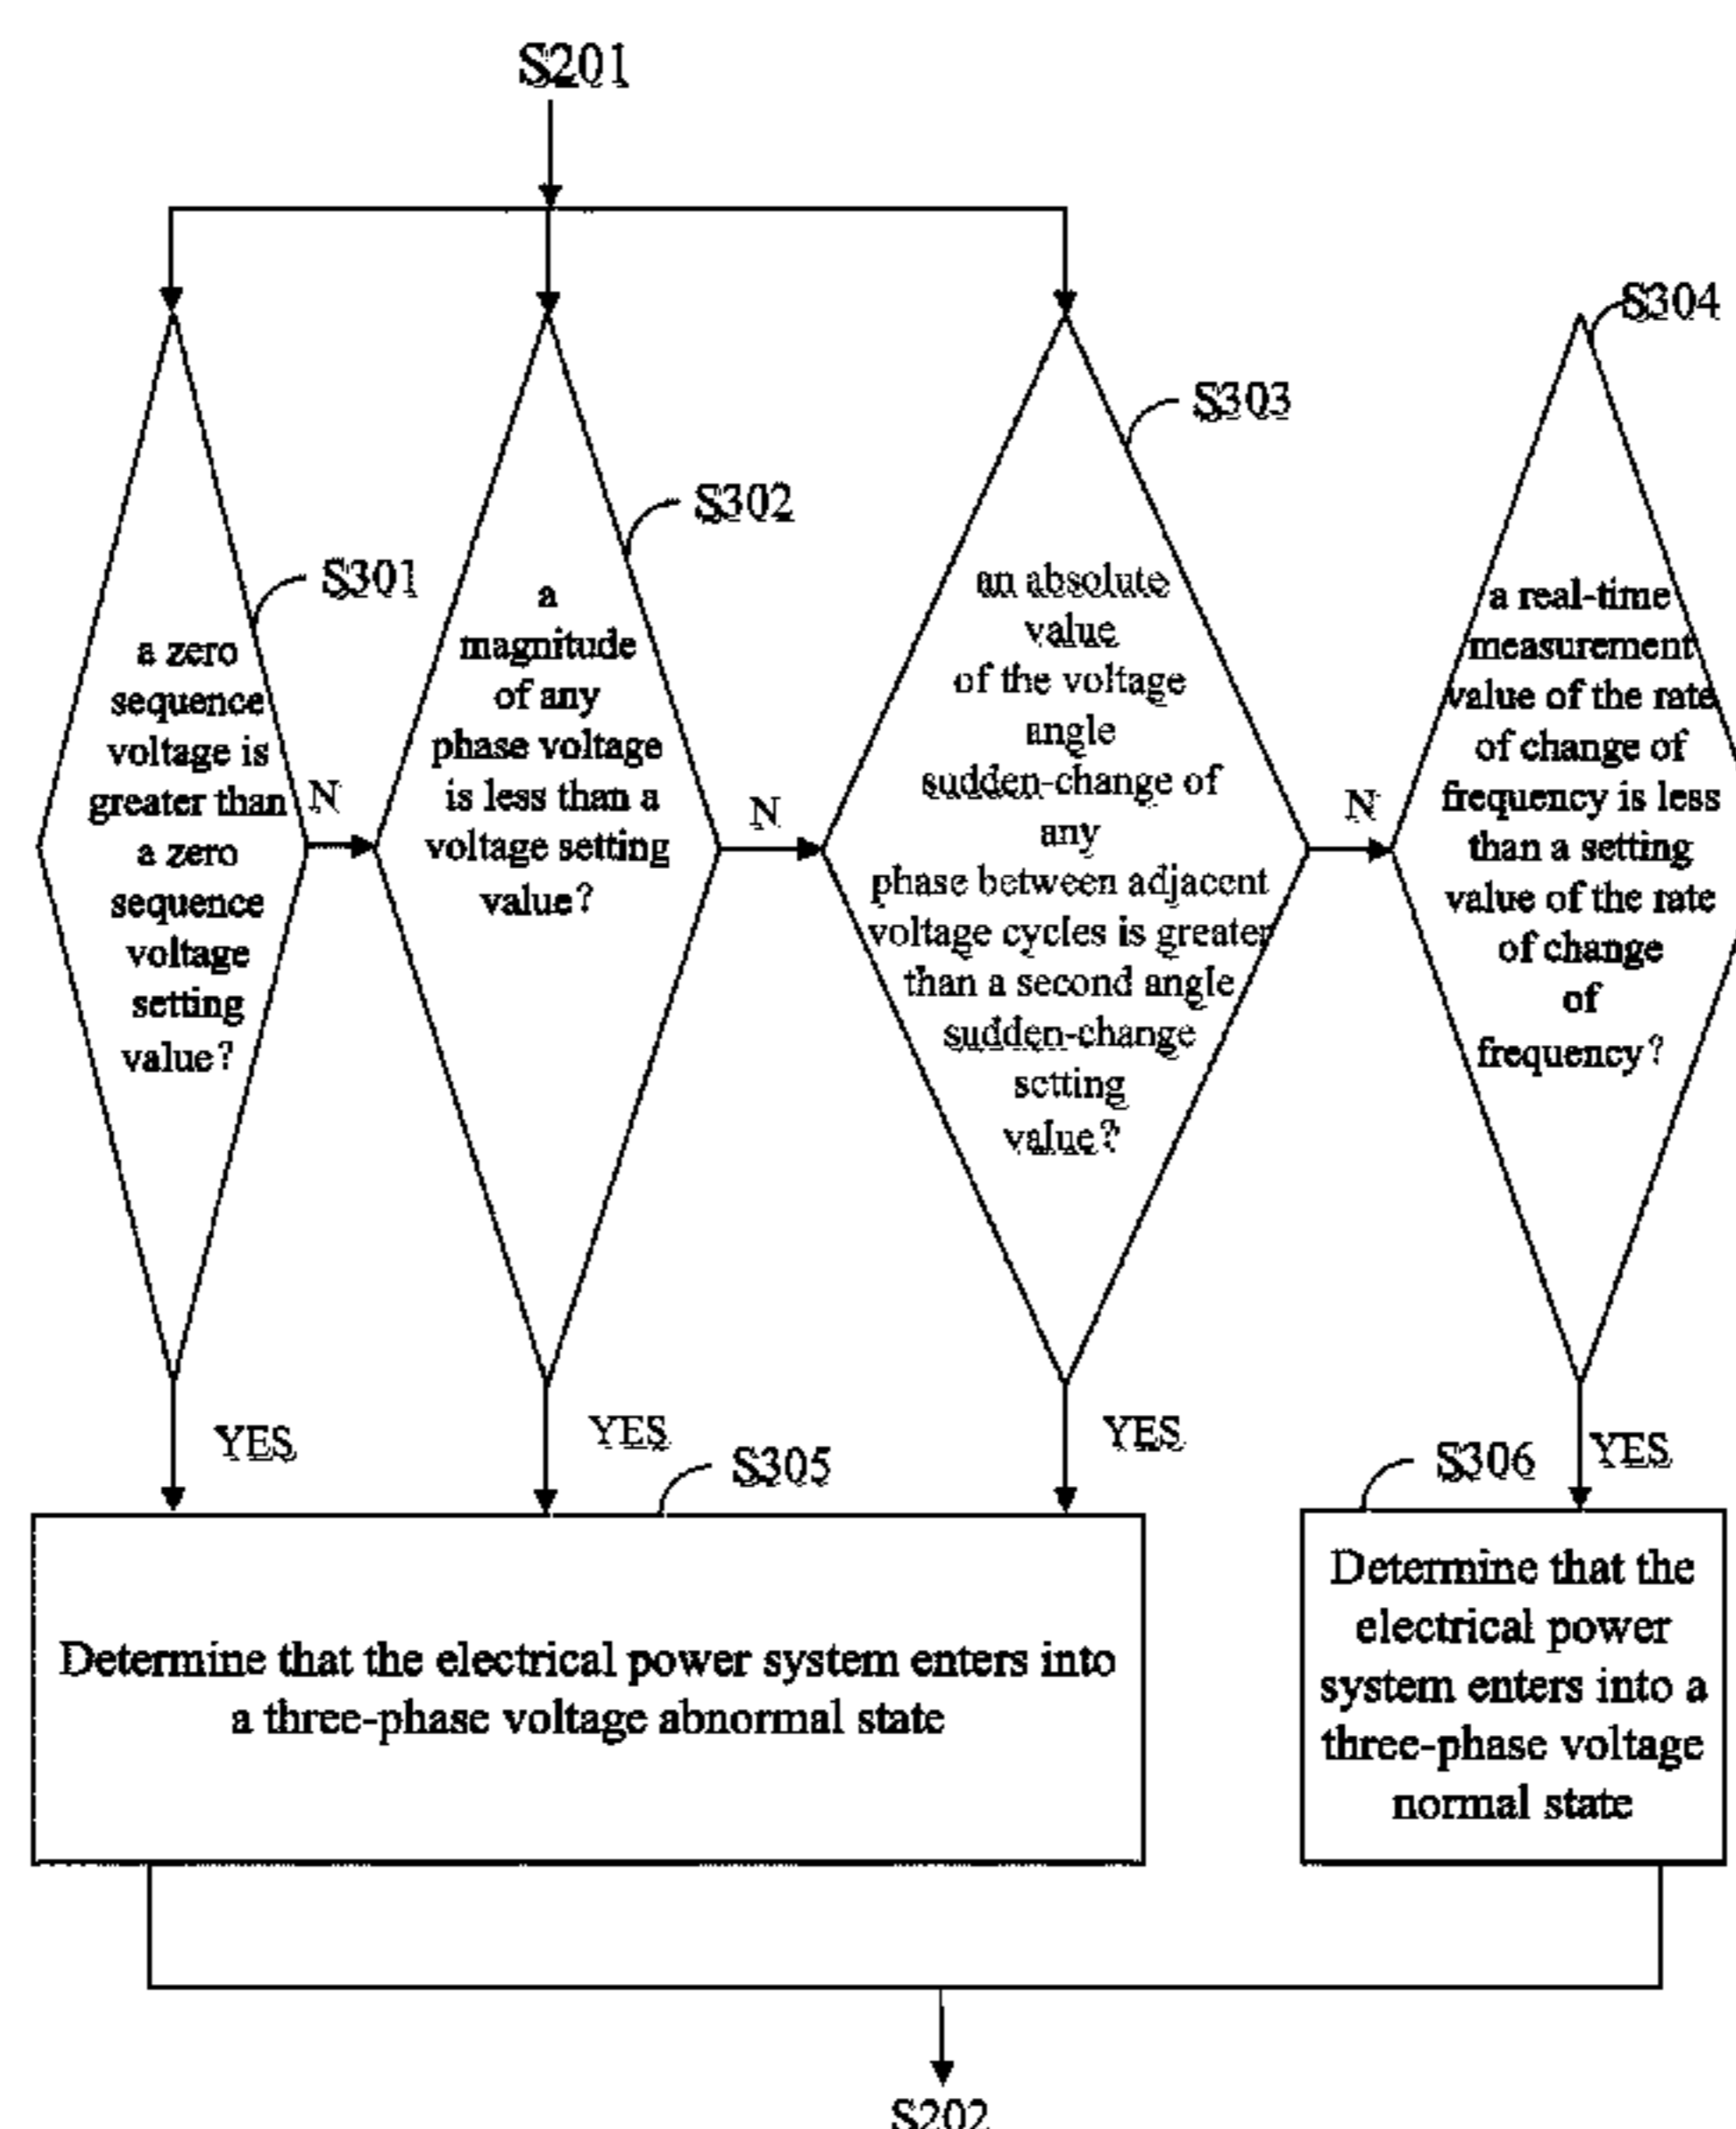 S201
S304
S303
S302
S301
a zero
sequence
voltage is
greater than
a zero
sequence
voltage
setting
value?
N
a
magnitude
of any
phase voltage
is less than a
voltage setting
value?
N
an absolute
value
of the voltage
angle
sudden-change of
any
phase between adjacent
voltage cycles is greater
than a second angle
sudden-change
setting
value?
N
a real-time
measurement
value of the rate
of change of
frequency is less
than a setting
value of the rate
of change
of
frequency?
YES
YES
YES
YES
S305
S306
Determine that the electrical power system enters into
a three-phase voltage abnormal state
Determine that the
electrical power
system enters into a
three-phase voltage
normal state
S202